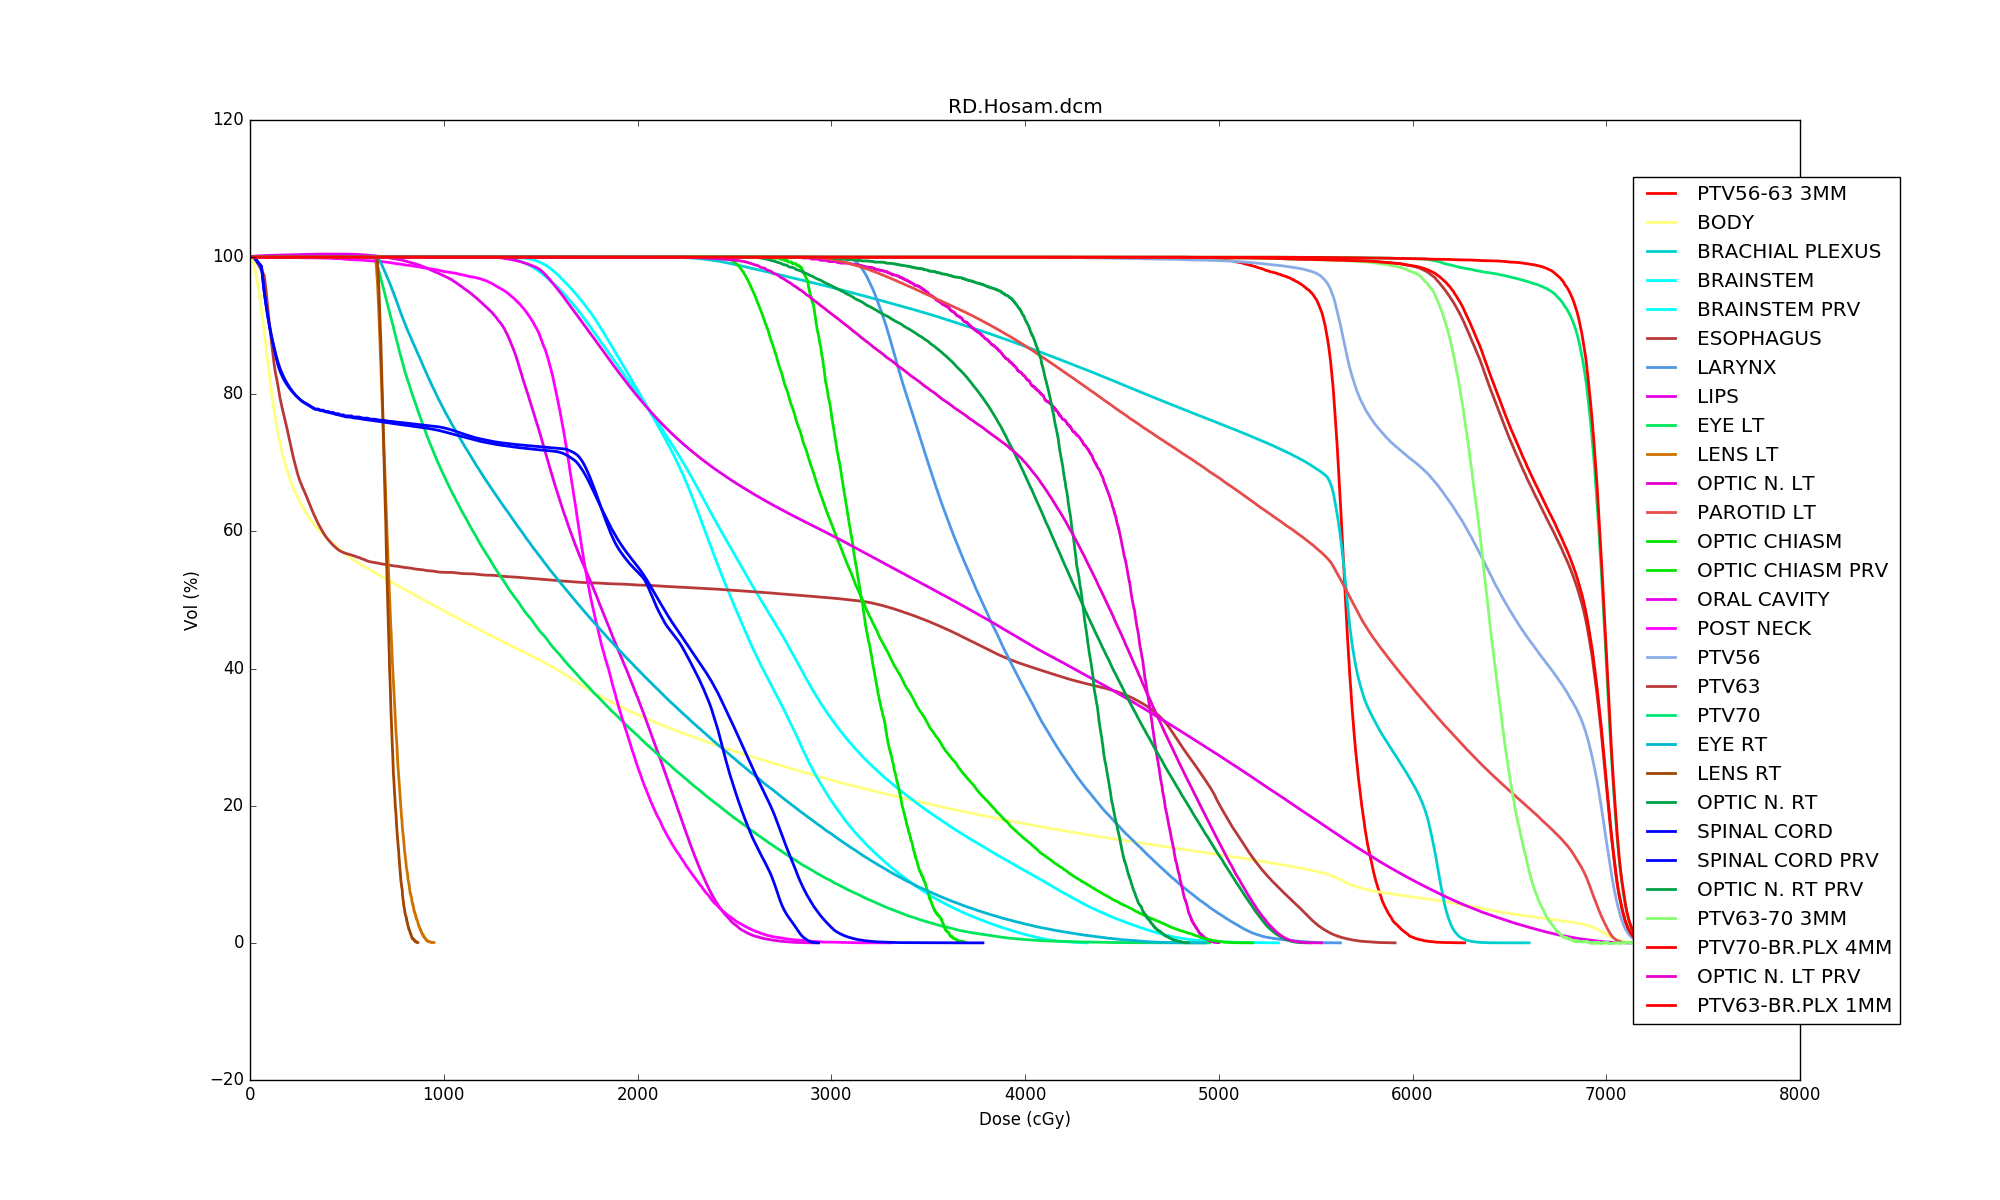 RD.Hosam.dcm
120
100
80
60
40
20
0
−20
Vol (%)
0 1000 2000 3000 4000 5000 6000 7000 8000
Dose (cGy)
PTV56-63 3MM
BODY
BRACHIAL PLEXUS
BRAINSTEM
BRAINSTEM PRV
ESOPHAGUS
LARYNX
LIPS
EYE LT
LENS LT
OPTIC N. LT
PAROTID LT
OPTIC CHIASM
OPTIC CHIASM PRV
ORAL CAVITY
POST NECK
PTV56
PTV63
PTV70
EYE RT
LENS RT
OPTIC N. RT
SPINAL CORD
SPINAL CORD PRV
OPTIC N. RT PRV
PTV63-70 3MM
PTV70-BR.PLX 4MM
OPTIC N. LT PRV
PTV63-BR.PLX 1MM